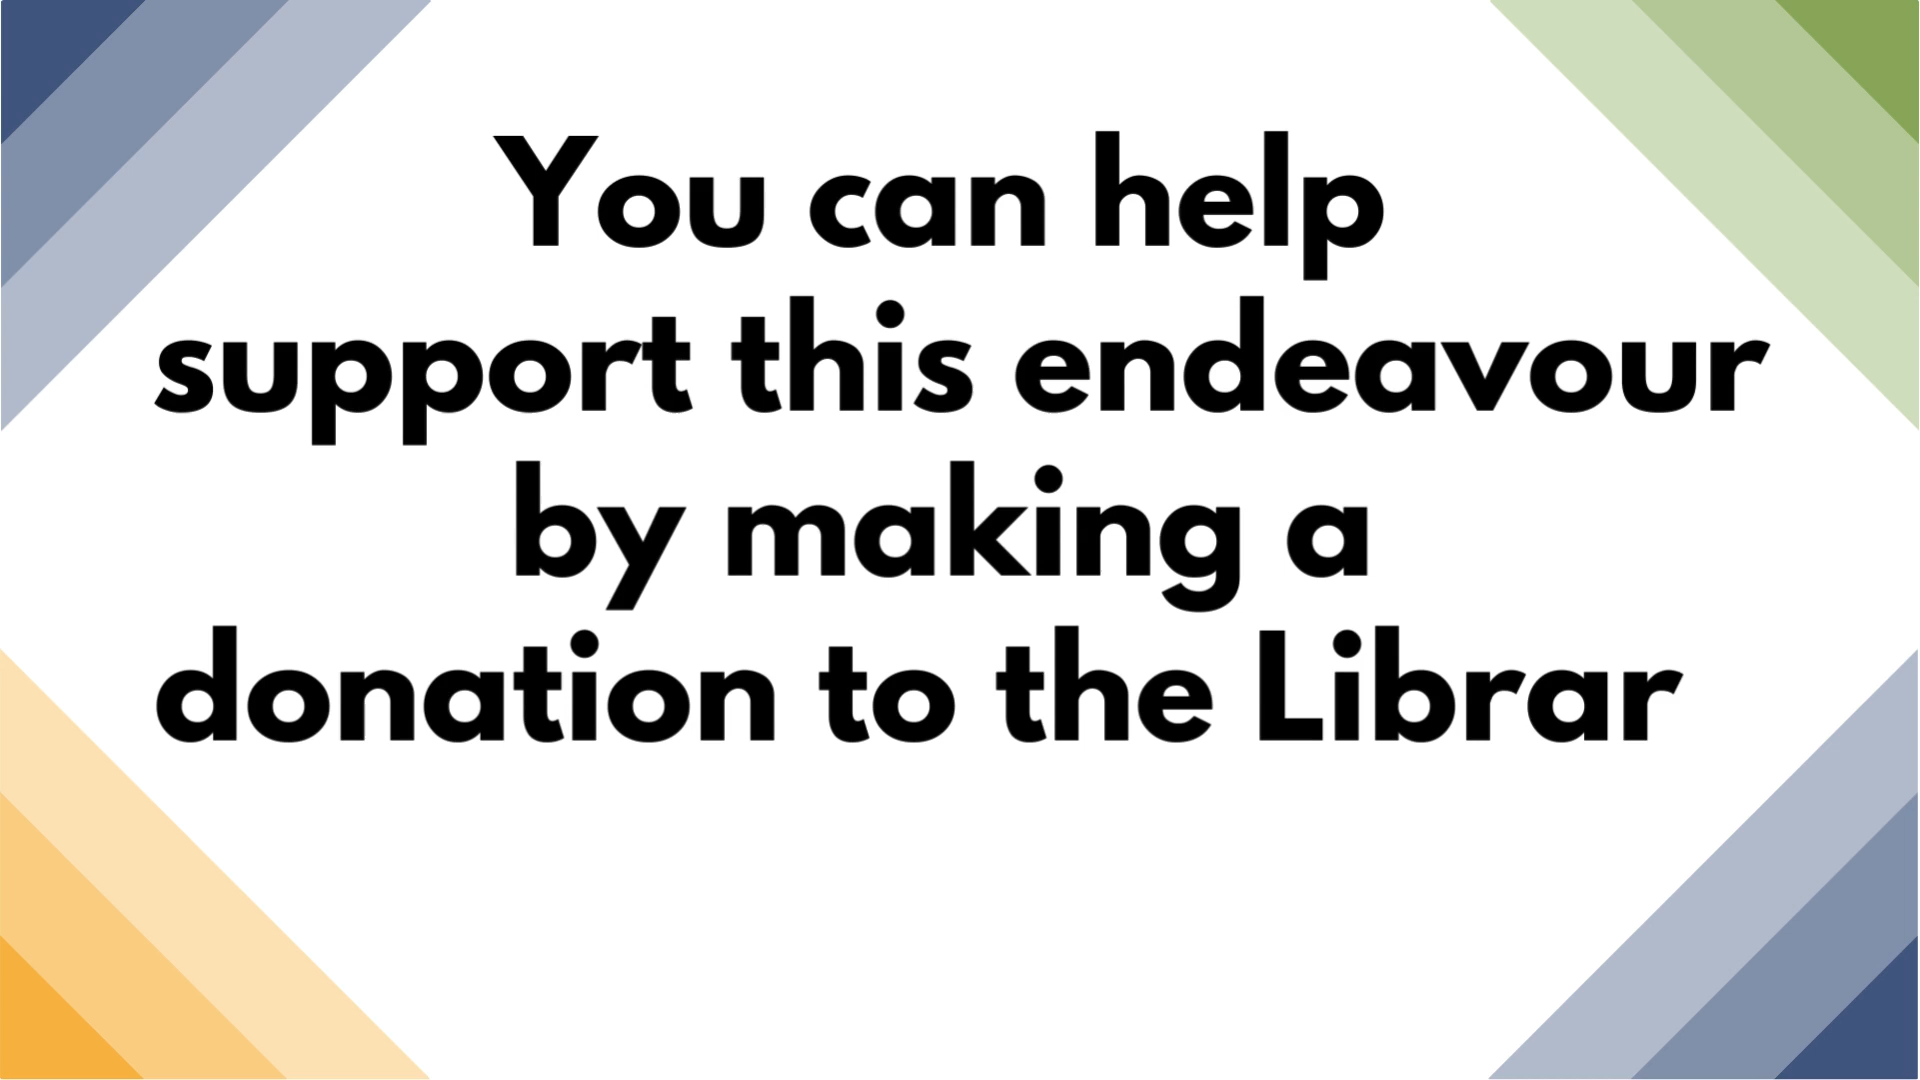 You can help
support this endeavour
by making a
donation to the Librar